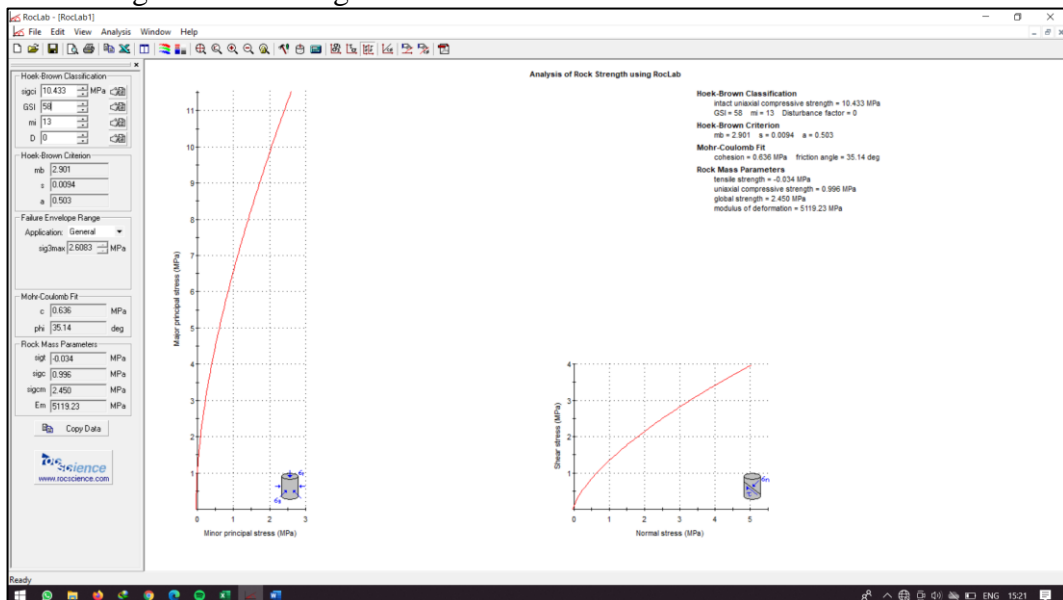 RocLab - [RocLab1]
File Edit View Analysis Window Help
Hoek-Brown Classification
sigci 10.433 MPa
GSI 58
mi 13
D 0
Hoek-Brown Criterion
mb 2.901
s 0.0094
a 0.503
Failure Envelope Range
Application: General
sig3max 2.6083 MPa
Mohr-Coulomb Fit
c 0.636 MPa
phi 35.14 deg
Rock Mass Parameters
sigt -0.034 MPa
sigc 0.996 MPa
sigcm 2.450 MPa
Em 5119.23 MPa
Copy Data
rocscience
www.rocscience.com
Analysis of Rock Strength using RocLab
Hoek-Brown Classification
intact uniaxial compressive strength = 10.433 MPa
GSI = 58 mi = 13 Disturbance factor = 0
Hoek-Brown Criterion
mb = 2.901 s = 0.0094 a = 0.503
Mohr-Coulomb Fit
cohesion = 0.636 MPa friction angle = 35.14 deg
Rock Mass Parameters
tensile strength = -0.034 MPa
uniaxial compressive strength = 0.996 MPa
global strength = 2.450 MPa
modulus of deformation = 5119.23 MPa
Major principal stress (MPa)
11
10
9
8
7
6
5
4
3
2
1
0 1 2 3
Minor principal stress (MPa)
Shear stress (MPa)
4
3
2
1
0 1 2 3 4 5
Normal stress (MPa)
Ready
ENG 15:21